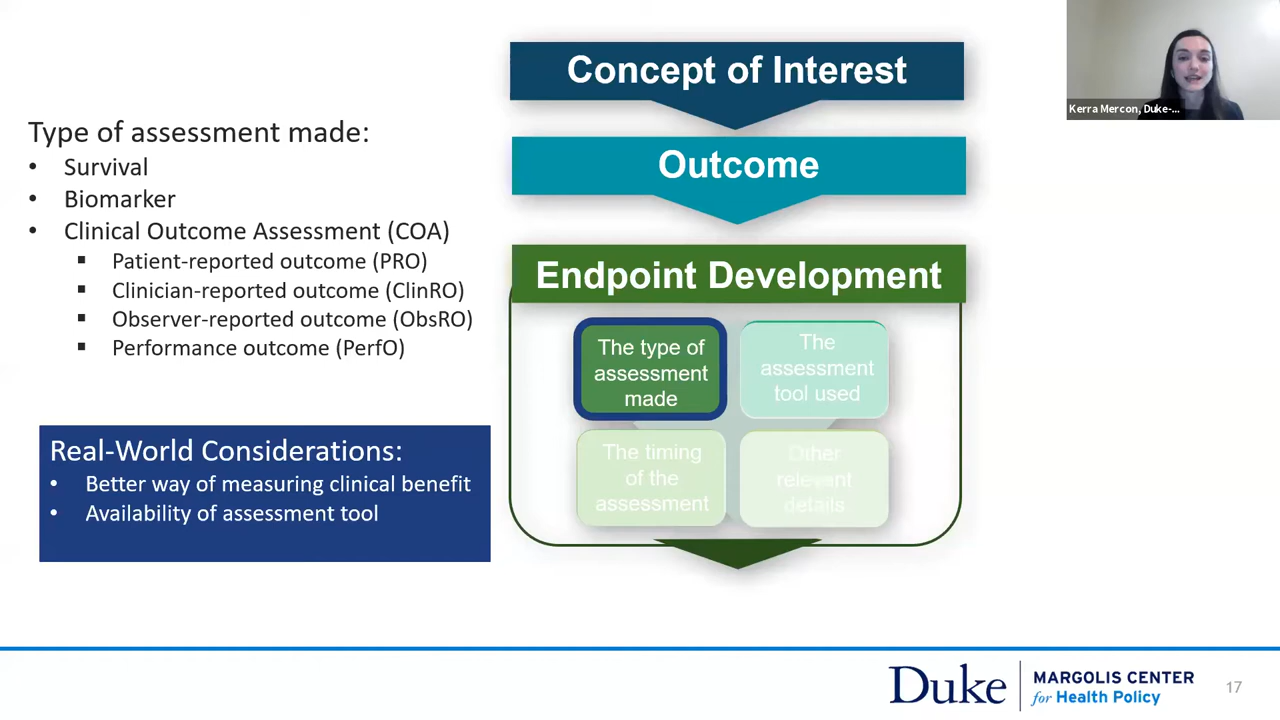 Concept of Interest
Kerra Mercon, Duke-...
Type of assessment made:
• Survival
• Biomarker
• Clinical Outcome Assessment (COA)
▪ Patient-reported outcome (PRO)
▪ Clinician-reported outcome (ClinRO)
▪ Observer-reported outcome (ObsRO)
▪ Performance outcome (PerfO)
Real-World Considerations:
• Better way of measuring clinical benefit
• Availability of assessment tool
Outcome
Endpoint Development
The type of
assessment
made
The
assessment
tool used
The timing
of the
assessment
Other
relevant
details
Duke
MARGOLIS CENTER
for Health Policy
17